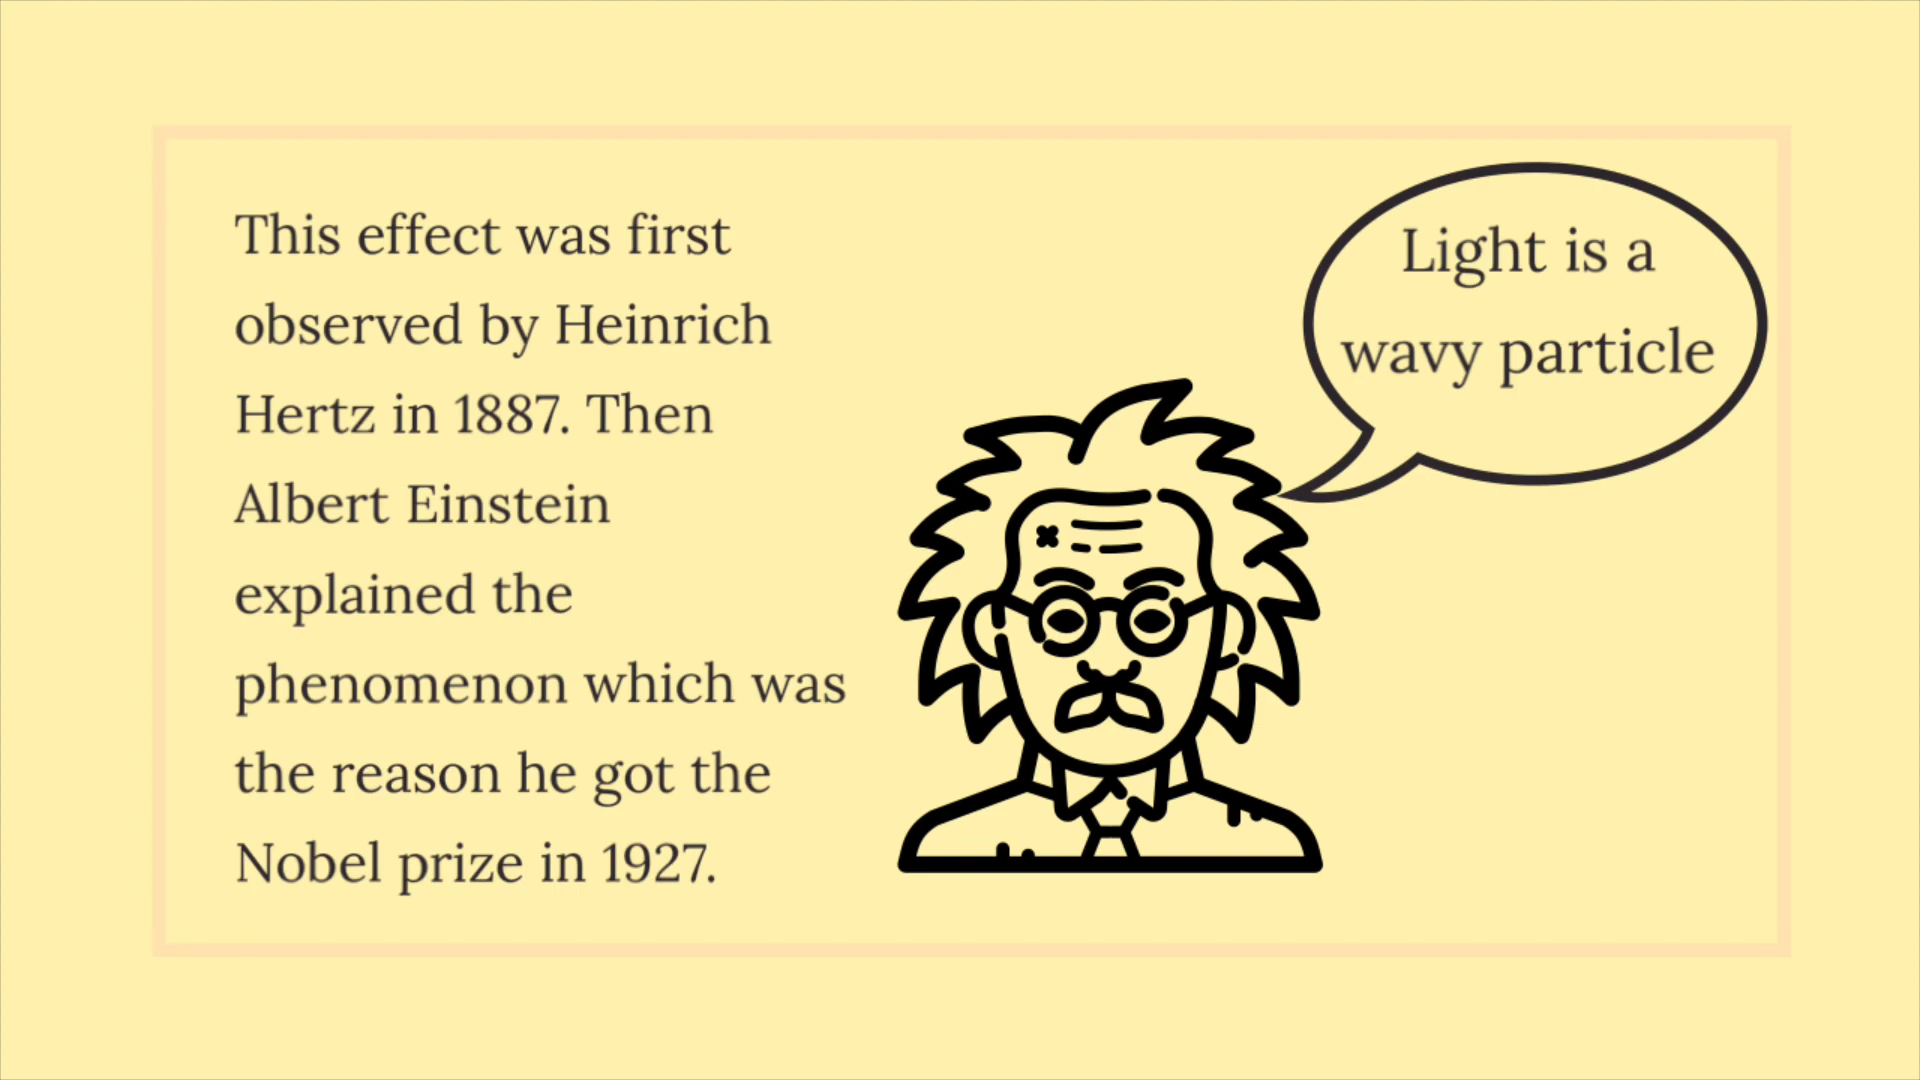 This effect was first
observed by Heinrich
Hertz in 1887. Then
Albert Einstein
explained the
phenomenon which was
the reason he got the
Nobel prize in 1927.
Light is a
wavy particle